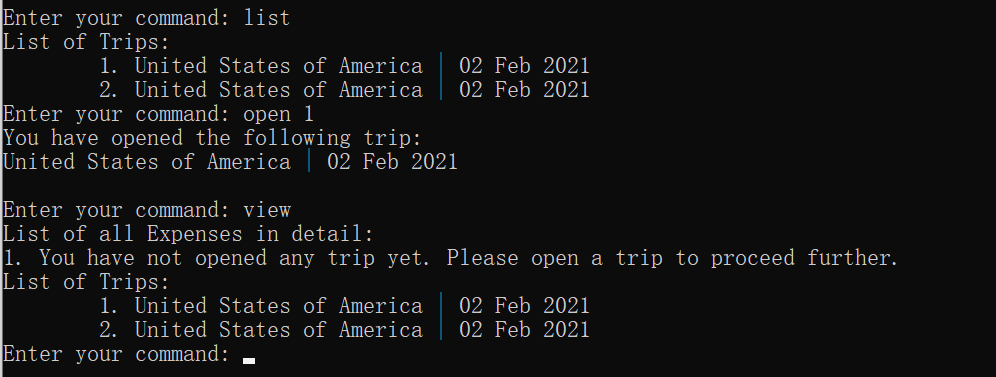 Enter your command: list
List of Trips:
1. United States of America | 02 Feb 2021
2. United States of America | 02 Feb 2021
Enter your command: open 1
You have opened the following trip:
United States of America | 02 Feb 2021
Enter your command: view
List of all Expenses in detail:
1. You have not opened any trip yet. Please open a trip to proceed further.
List of Trips:
1. United States of America | 02 Feb 2021
2. United States of America | 02 Feb 2021
Enter your command: